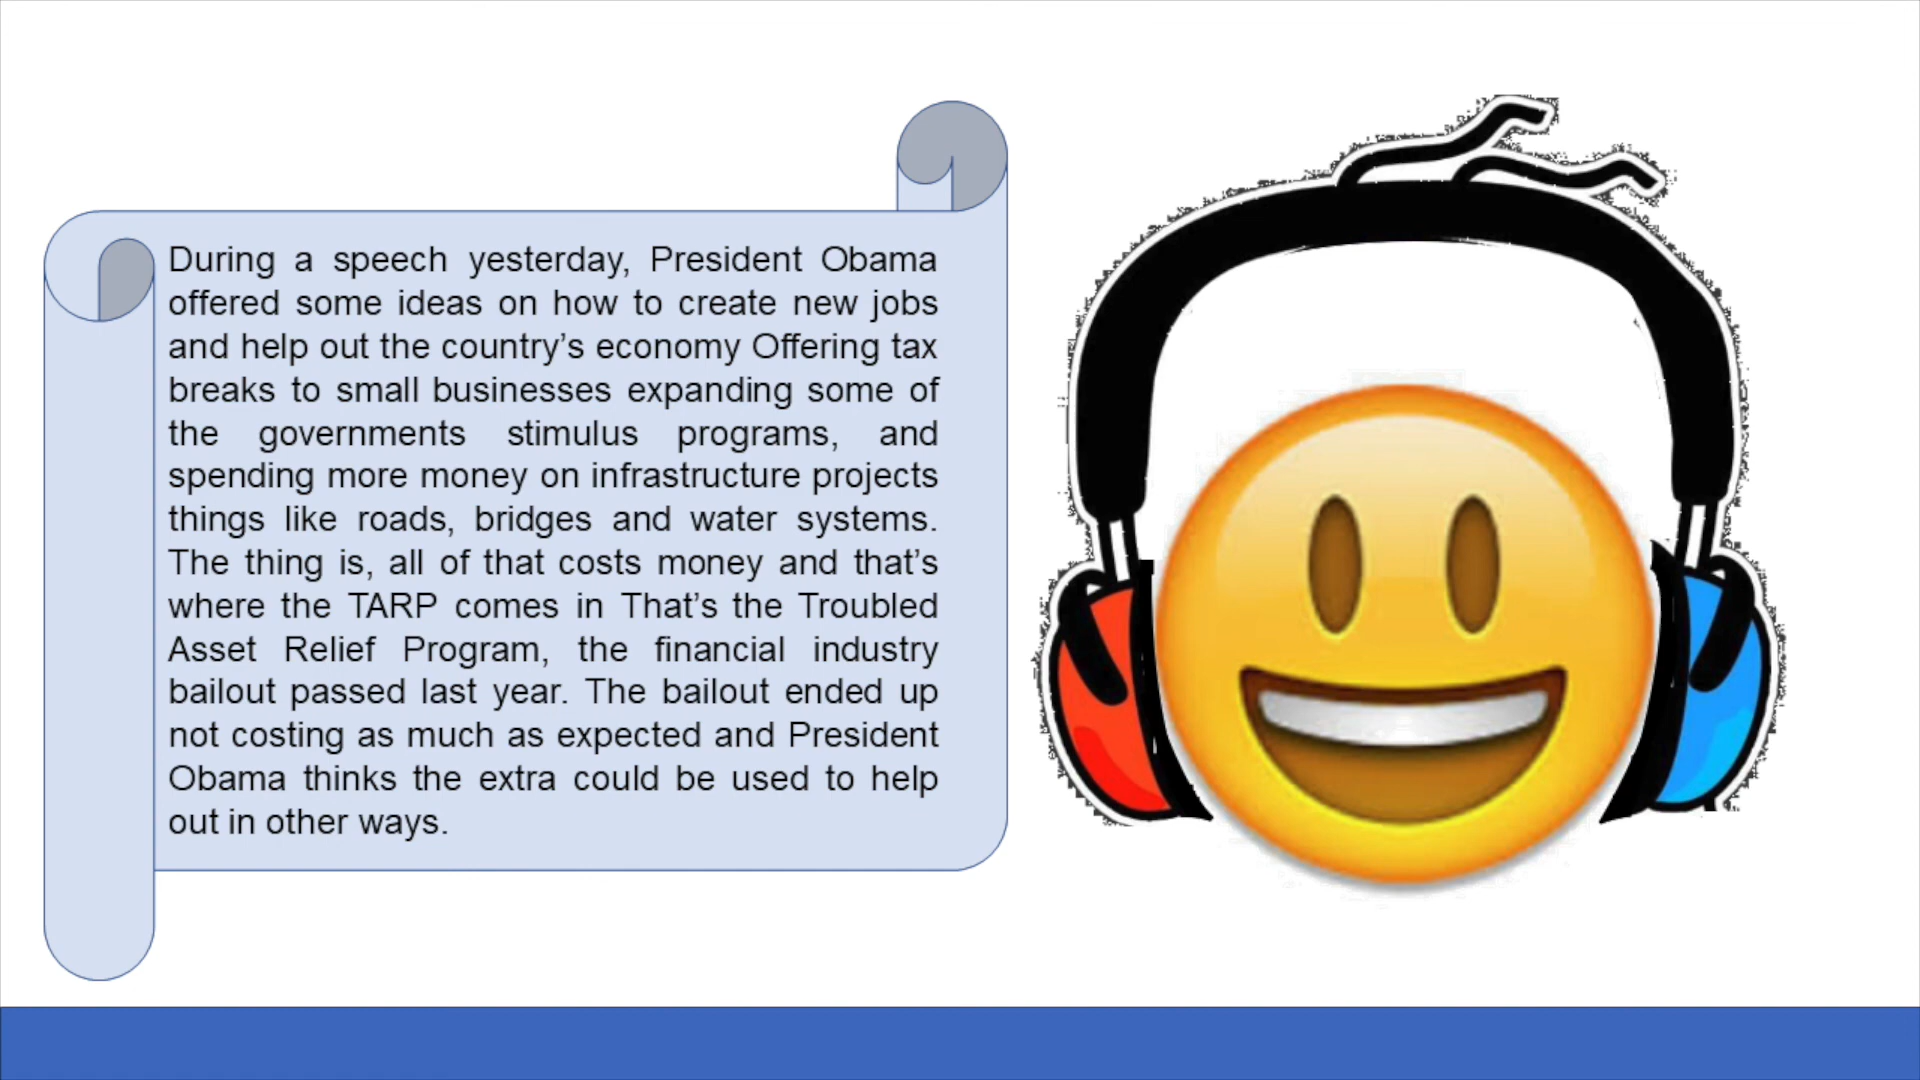 During a speech yesterday, President Obama
offered some ideas on how to create new jobs
and help out the country’s economy Offering tax
breaks to small businesses expanding some of
the governments stimulus programs, and
spending more money on infrastructure projects
things like roads, bridges and water systems.
The thing is, all of that costs money and that’s
where the TARP comes in That’s the Troubled
Asset Relief Program, the financial industry
bailout passed last year. The bailout ended up
not costing as much as expected and President
Obama thinks the extra could be used to help
out in other ways.